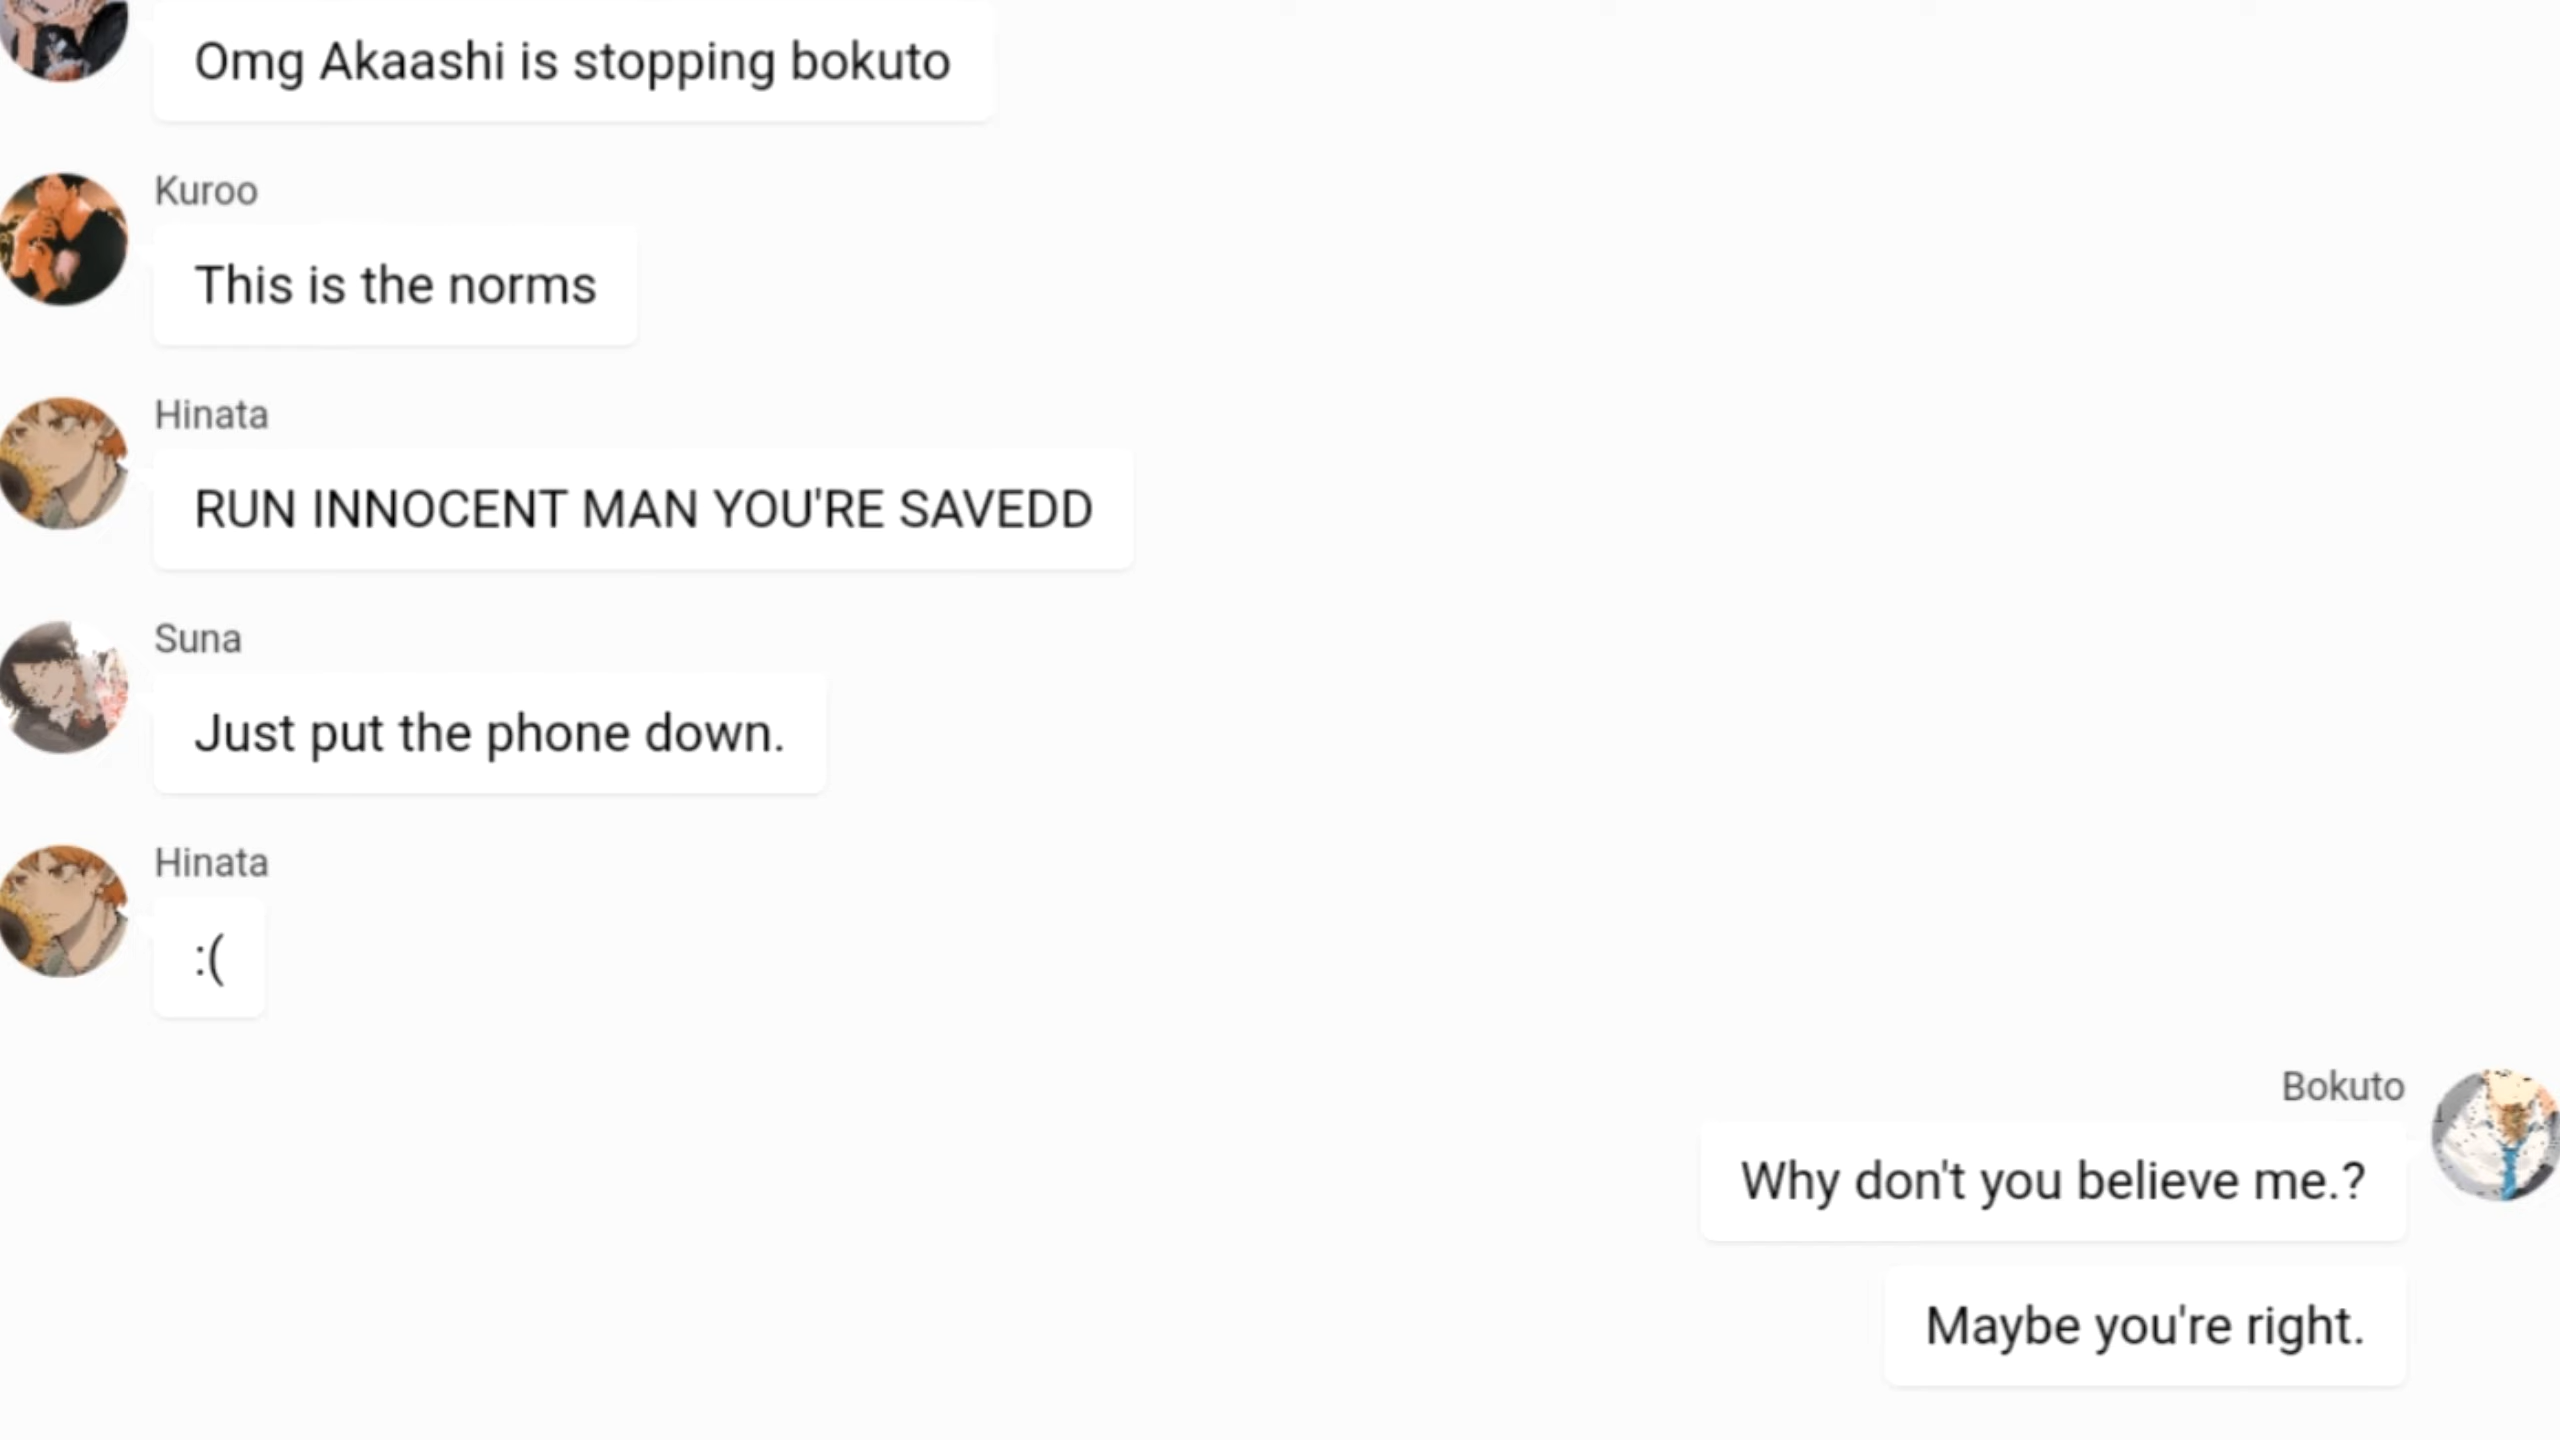 Omg Akaashi is stopping bokuto
Kuroo
This is the norms
Hinata
RUN INNOCENT MAN YOU'RE SAVEDD
Suna
Just put the phone down.
Hinata
:(
Bokuto
Why don't you believe me.?
Maybe you're right.